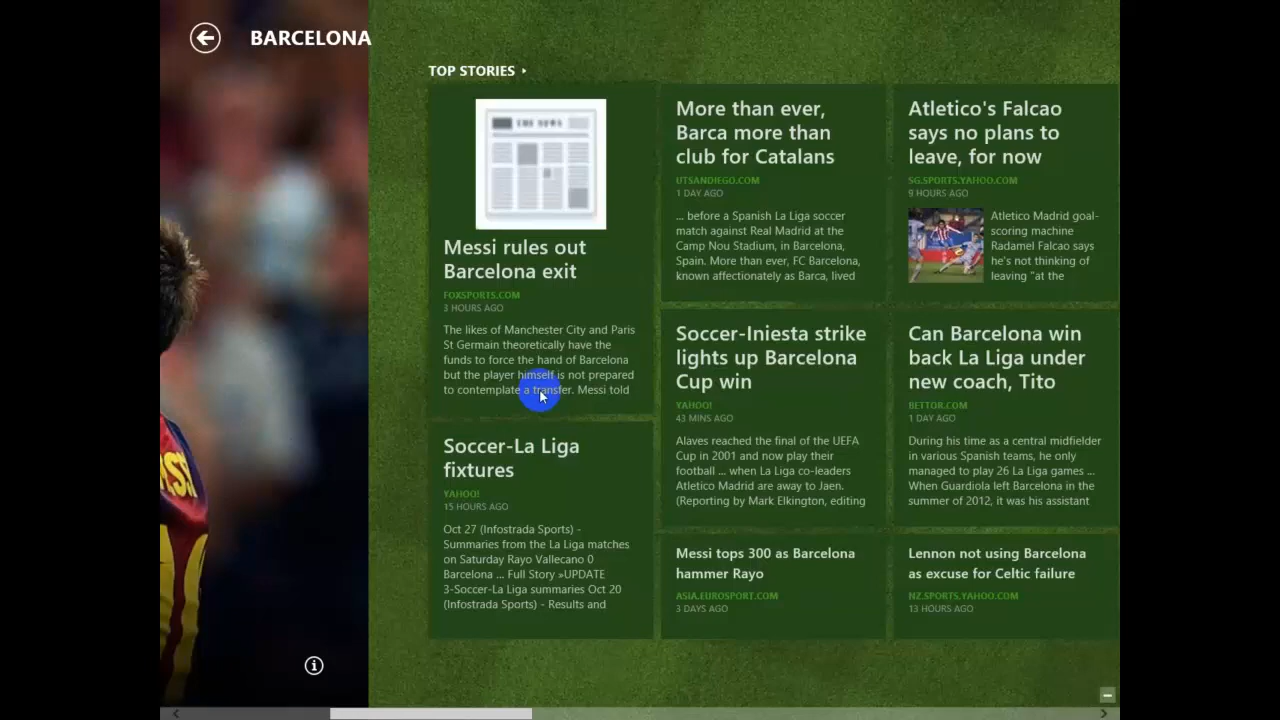 BARCELONA
TOP STORIES
Messi rules out
Barcelona exit
FOXSPORTS.COM
3 HOURS AGO
The likes of Manchester City and Paris
St Germain theoretically have the
funds to force the hand of Barcelona
but the player himself is not prepared
to contemplate a transfer. Messi told
Soccer-La Liga
fixtures
YAHOO!
15 HOURS AGO
Oct 27 (Infostrada Sports) -
Summaries from the La Liga matches
on Saturday Rayo Vallecano 0
Barcelona ... Full Story »UPDATE
3-Soccer-La Liga summaries Oct 20
(Infostrada Sports) - Results and
More than ever,
Barca more than
club for Catalans
UTSANDIEGO.COM
1 DAY AGO
... before a Spanish La Liga soccer
match against Real Madrid at the
Camp Nou Stadium, in Barcelona,
Spain. More than ever, FC Barcelona,
known affectionately as Barca, lived
Soccer-Iniesta strike
lights up Barcelona
Cup win
YAHOO!
43 MINS AGO
Alaves reached the final of the UEFA
Cup in 2001 and now play their
football ... when La Liga co-leaders
Atletico Madrid are away to Jaen.
(Reporting by Mark Elkington, editing
Messi tops 300 as Barcelona
hammer Rayo
ASIA.EUROSPORT.COM
3 DAYS AGO
Atletico's Falcao
says no plans to
leave, for now
SG.SPORTS.YAHOO.COM
9 HOURS AGO
Atletico Madrid goal-
scoring machine
Radamel Falcao says
he's not thinking of
leaving "at the
Can Barcelona win
back La Liga under
new coach, Tito
BETTOR.COM
1 DAY AGO
During his time as a central midfielder
in various Spanish teams, he only
managed to play 26 La Liga games ...
When Guardiola left Barcelona in the
summer of 2012, it was his assistant
Lennon not using Barcelona
as excuse for Celtic failure
NZ.SPORTS.YAHOO.COM
13 HOURS AGO